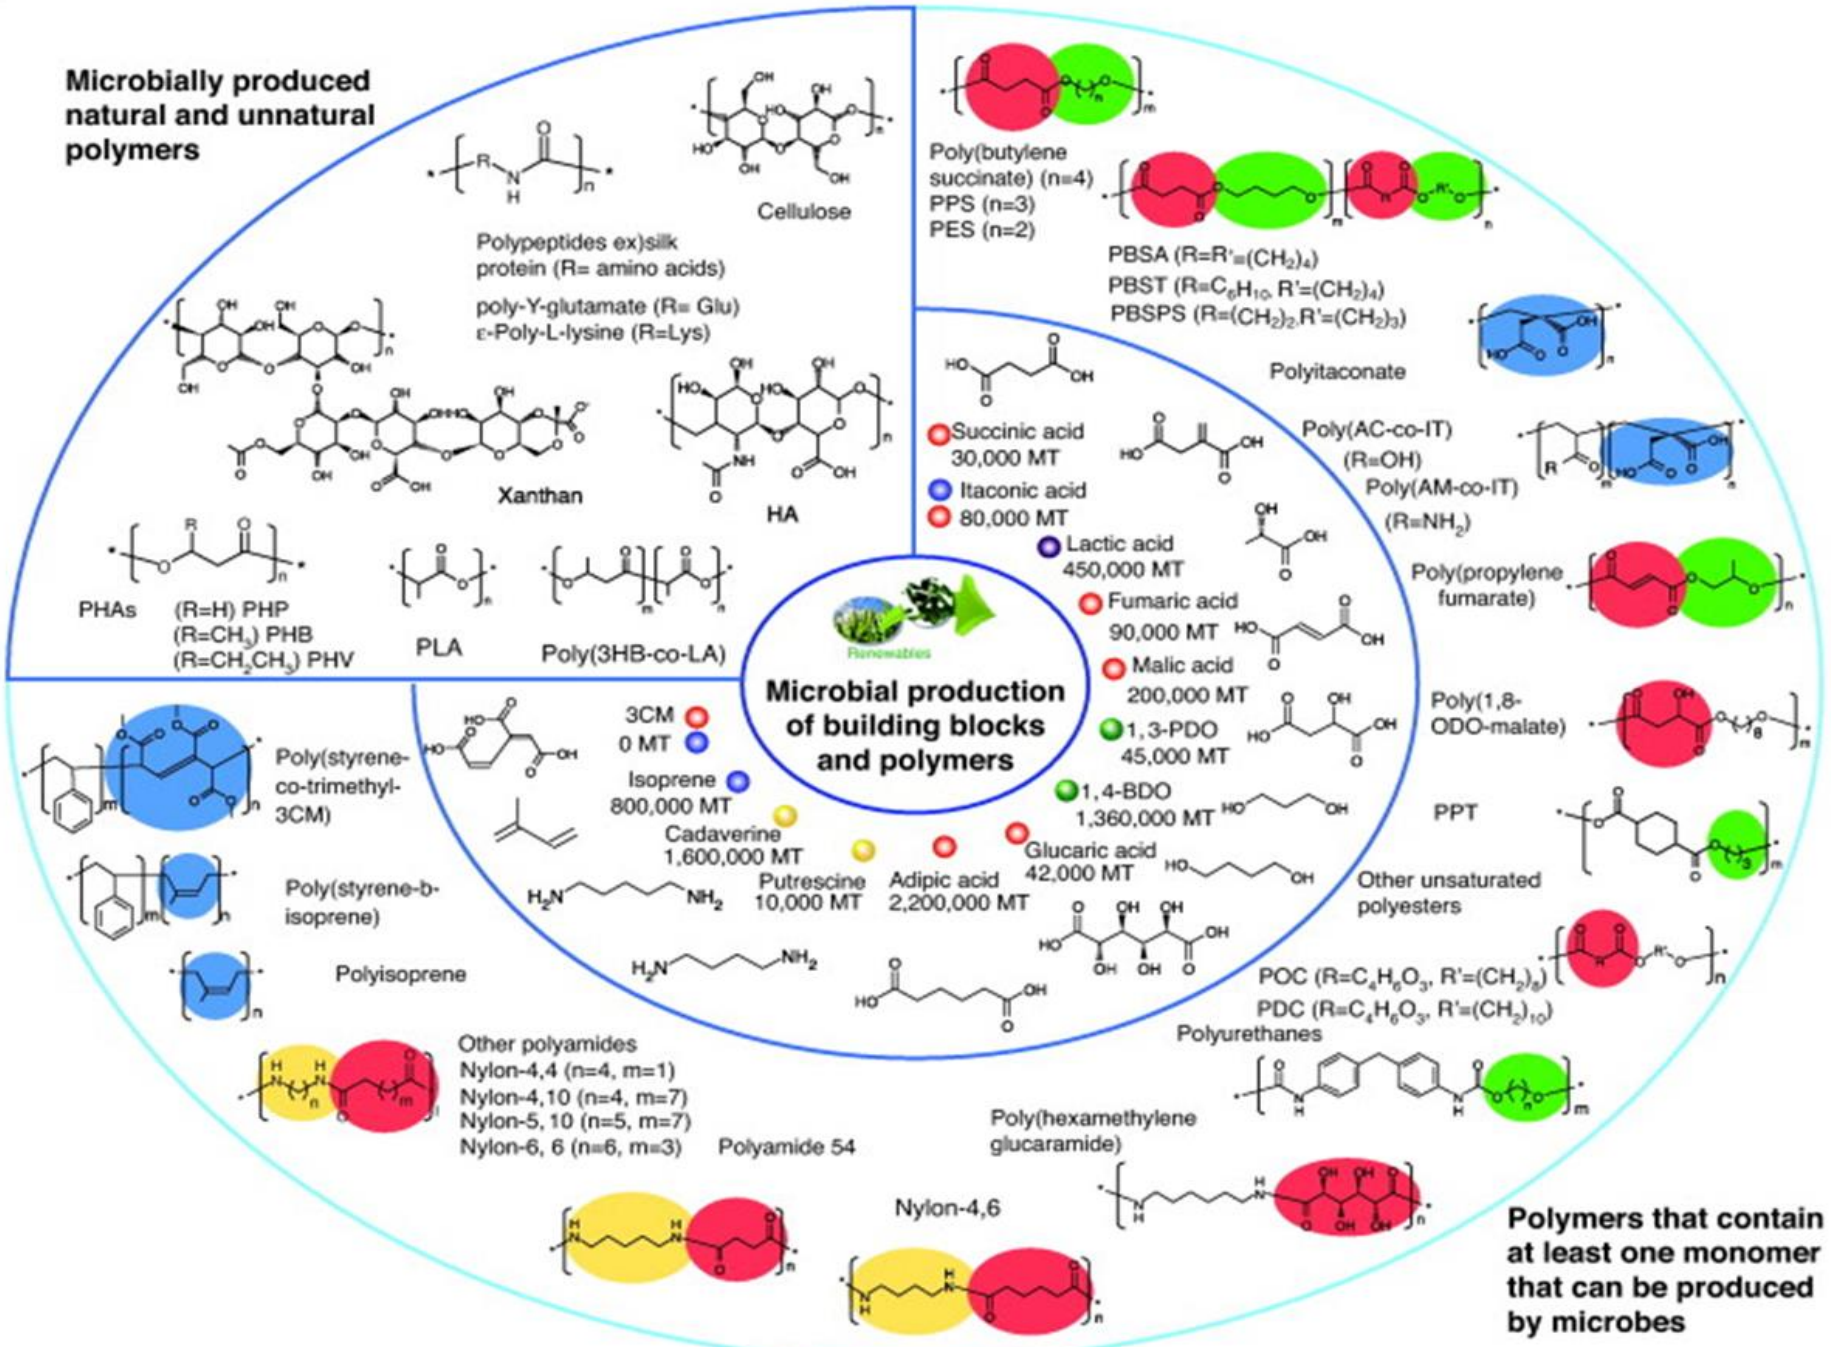 Microbially produced
natural and unnatural
polymers
Cellulose
Polypeptides ex)silk
protein (R= amino acids)
poly-Y-glutamate (R= Glu)
ε-Poly-L-lysine (R=Lys)
Xanthan
HA
PHAs
(R=H) PHP
(R=CH₃) PHB
(R=CH₂CH₃) PHV
PLA
Poly(3HB-co-LA)
Poly(butylene
succinate) (n=4)
PPS (n=3)
PES (n=2)
PBSA (R=R'=(CH₂)₄)
PBST (R=C₆H₁₀, R'=(CH₂)₄)
PBSPS (R=(CH₂)₂,R'=(CH₂)₃)
Polyitaconate
Poly(AC-co-IT)
(R=OH)
Poly(AM-co-IT)
(R=NH₂)
Poly(propylene
fumarate)
Poly(1,8-
ODO-malate)
PPT
Other unsaturated
polyesters
POC (R=C₄H₆O₃, R'=(CH₂)₈)
PDC (R=C₄H₆O₃, R'=(CH₂)₁₀)
Polyurethanes
Poly(hexamethylene
glucaramide)
Nylon-4,6
Polyamide 54
Other polyamides
Nylon-4,4 (n=4, m=1)
Nylon-4,10 (n=4, m=7)
Nylon-5, 10 (n=5, m=7)
Nylon-6, 6 (n=6, m=3)
Polyisoprene
Poly(styrene-b-
isoprene)
Poly(styrene-
co-trimethyl-
3CM)
Succinic acid
30,000 MT
Itaconic acid
80,000 MT
Lactic acid
450,000 MT
Fumaric acid
90,000 MT
Malic acid
200,000 MT
1,3-PDO
45,000 MT
1,4-BDO
1,360,000 MT
Glucaric acid
42,000 MT
Adipic acid
2,200,000 MT
Putrescine
10,000 MT
Cadaverine
1,600,000 MT
Isoprene
800,000 MT
3CM
0 MT
Renewables
Microbial production
of building blocks
and polymers
Polymers that contain
at least one monomer
that can be produced
by microbes